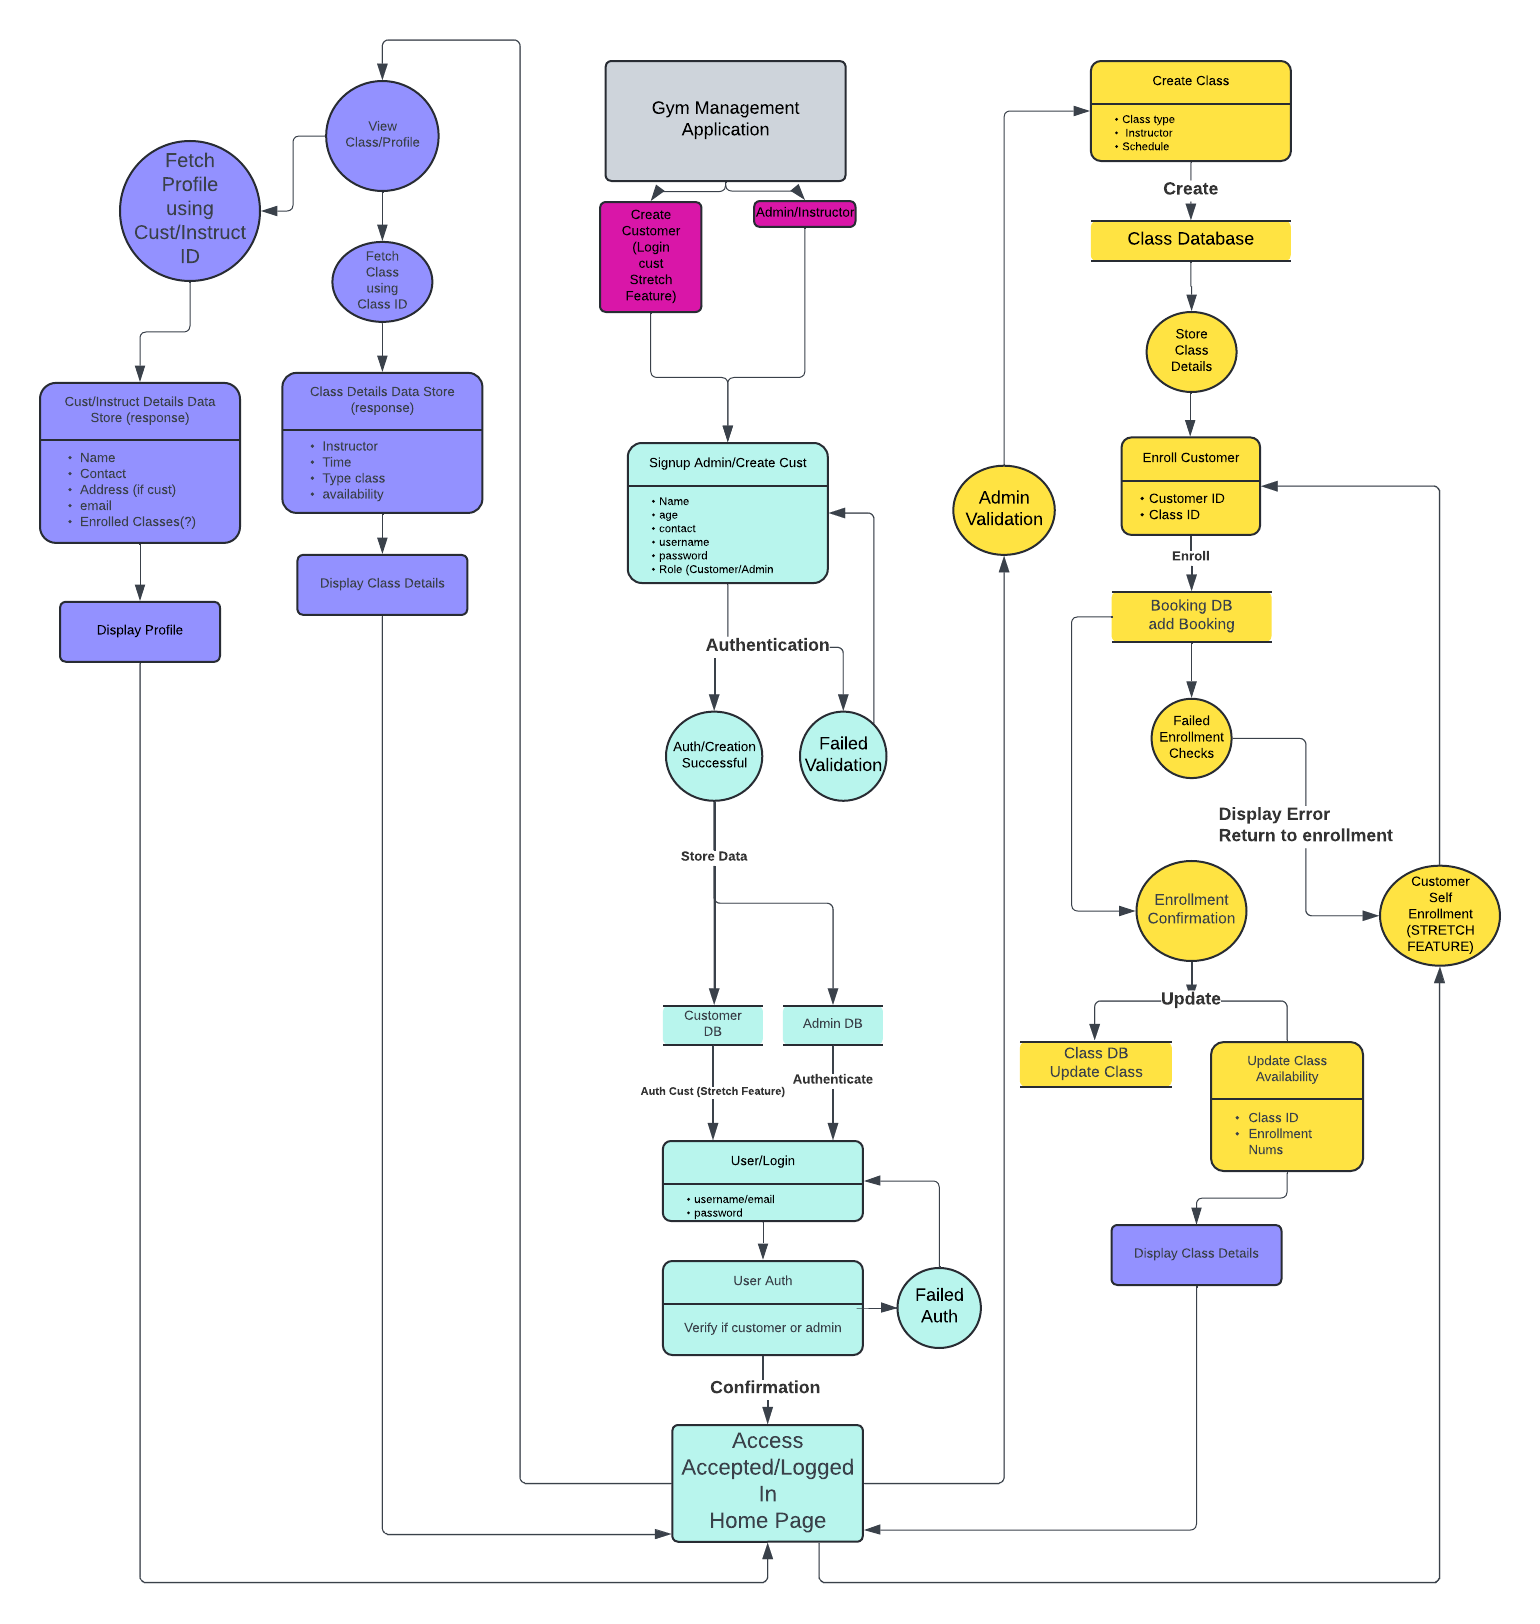 Gym Management
Application
Create
Customer
(Login
cust
Stretch
Feature)
Admin/Instructor
View
Class/Profile
Fetch
Profile
using
Cust/Instruct
ID
Fetch
Class
using
Class ID
Cust/Instruct Details Data
Store (response)
• Name
• Contact
• Address (if cust)
• email
• Enrolled Classes(?)
Class Details Data Store
(response)
• Instructor
• Time
• Type class
• availability
Display Class Details
Display Profile
Signup Admin/Create Cust
• Name
• age
• contact
• username
• password
• Role (Customer/Admin
Authentication
Auth/Creation
Successful
Failed
Validation
Store Data
Customer
DB
Admin DB
Auth Cust (Stretch Feature)
Authenticate
User/Login
• username/email
• password
User Auth
Verify if customer or admin
Failed
Auth
Confirmation
Access
Accepted/Logged
In
Home Page
Admin
Validation
Create Class
• Class type
• Instructor
• Schedule
Create
Class Database
Store
Class
Details
Enroll Customer
• Customer ID
• Class ID
Enroll
Booking DB
add Booking
Failed
Enrollment
Checks
Display Error
Return to enrollment
Customer
Self
Enrollment
(STRETCH
FEATURE)
Enrollment
Confirmation
Update
Class DB
Update Class
Update Class
Availability
• Class ID
• Enrollment
Nums
Display Class Details